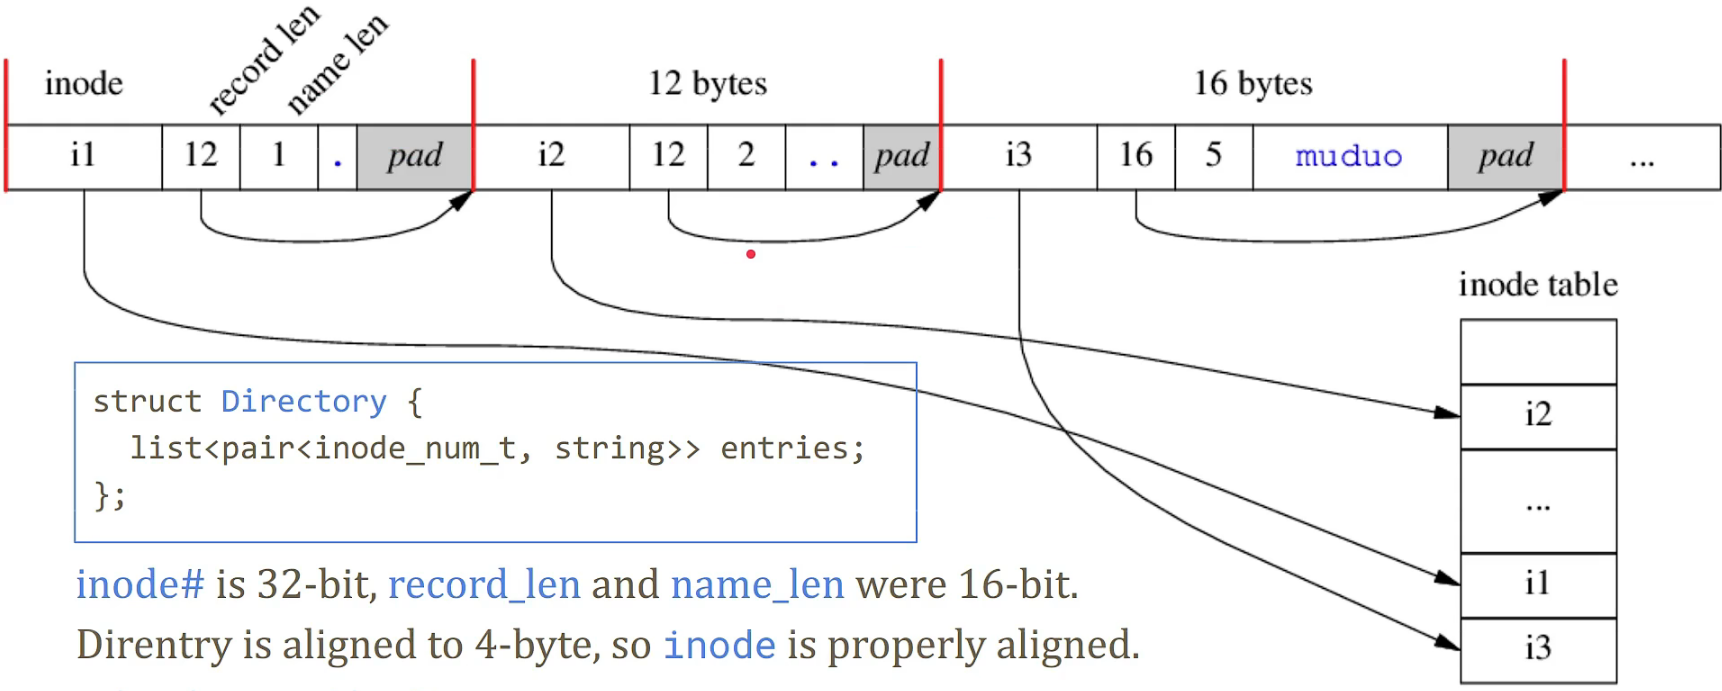 inode record len name len 12 bytes 16 bytes
i1 12 1 . pad i2 12 2 .. pad i3 16 5 muduo pad ...
inode table
i2
...
i1
i3
struct Directory {
list<pair<inode_num_t, string>> entries;
};
inode# is 32-bit, record_len and name_len were 16-bit.
Direntry is aligned to 4-byte, so inode is properly aligned.